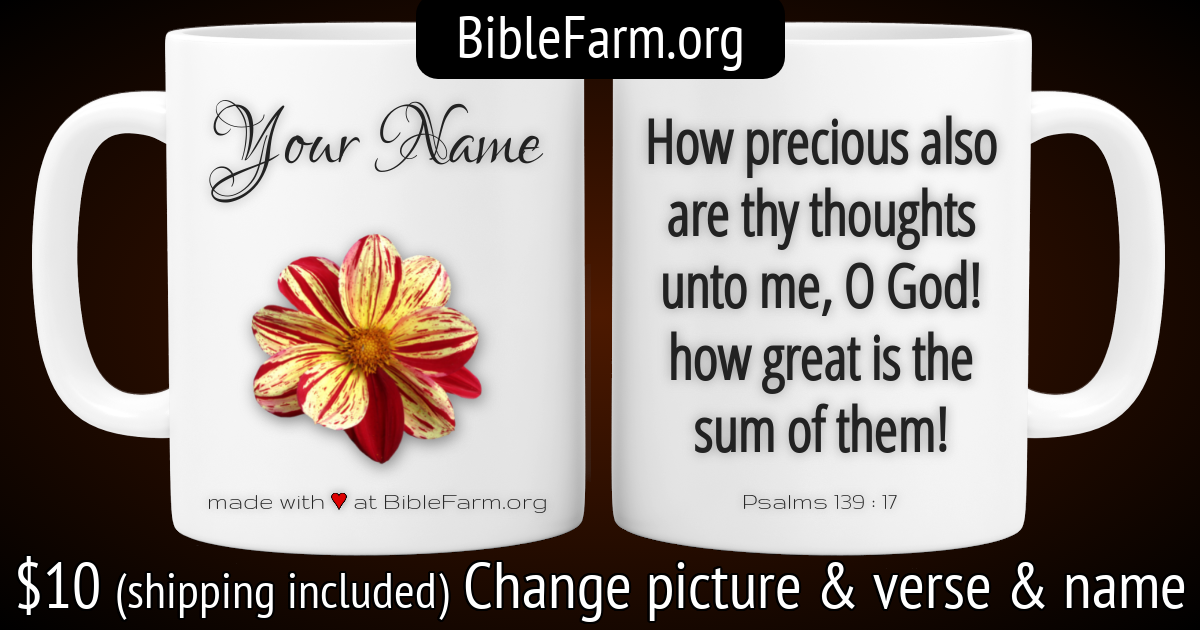 BibleFarm.org
Your Name
made with ♥ at BibleFarm.org
How precious also
are thy thoughts
unto me, O God!
how great is the
sum of them!
Psalms 139 : 17
$10 (shipping included) Change picture & verse & name